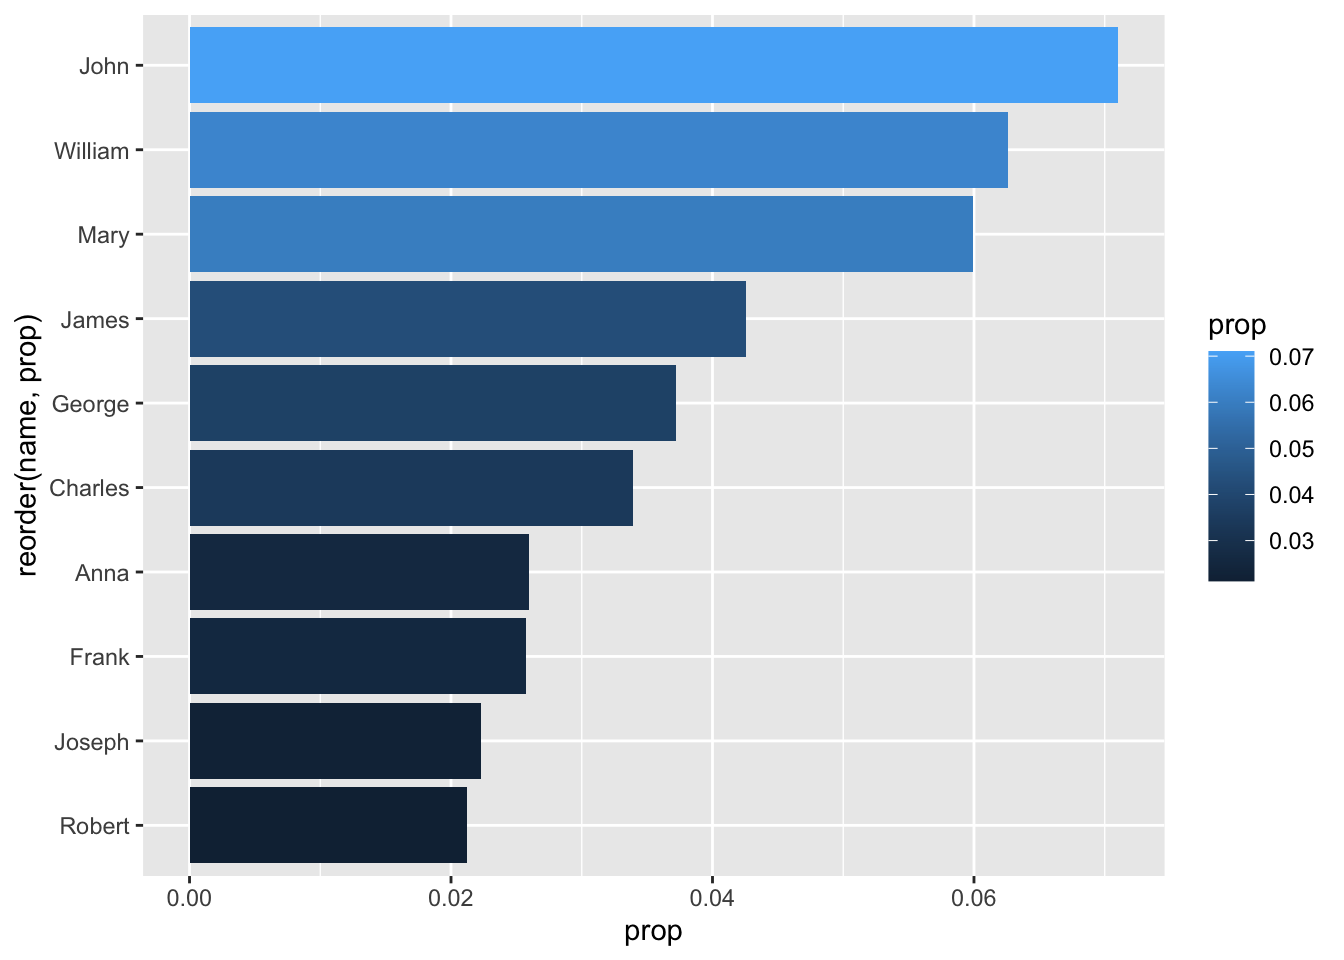 reorder(name, prop)
John
William
Mary
James
George
Charles
Anna
Frank
Joseph
Robert
0.00 0.02 0.04 0.06
prop
prop
0.07
0.06
0.05
0.04
0.03